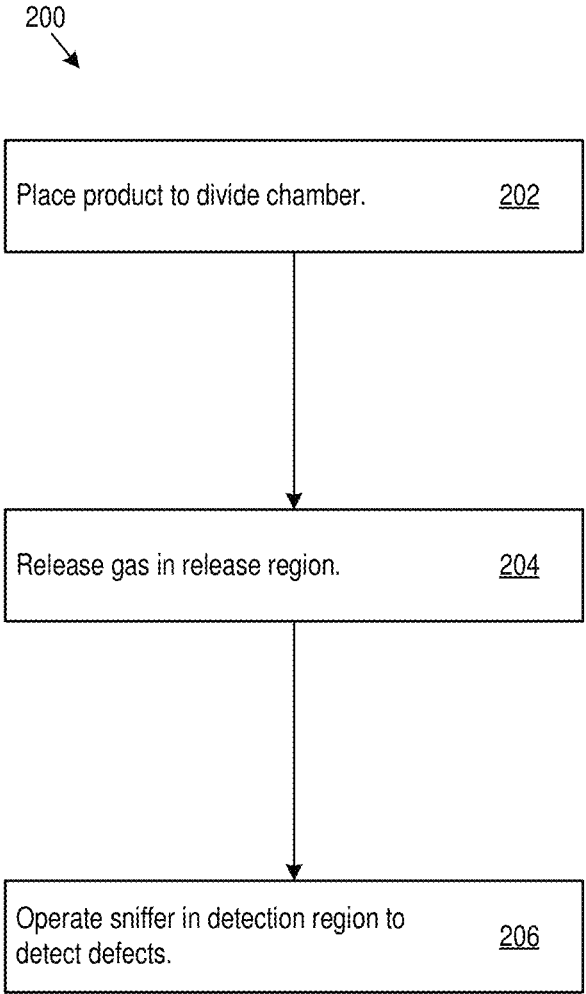 200
Place product to divide chamber. 202
Release gas in release region. 204
Operate sniffer in detection region to
detect defects. 206